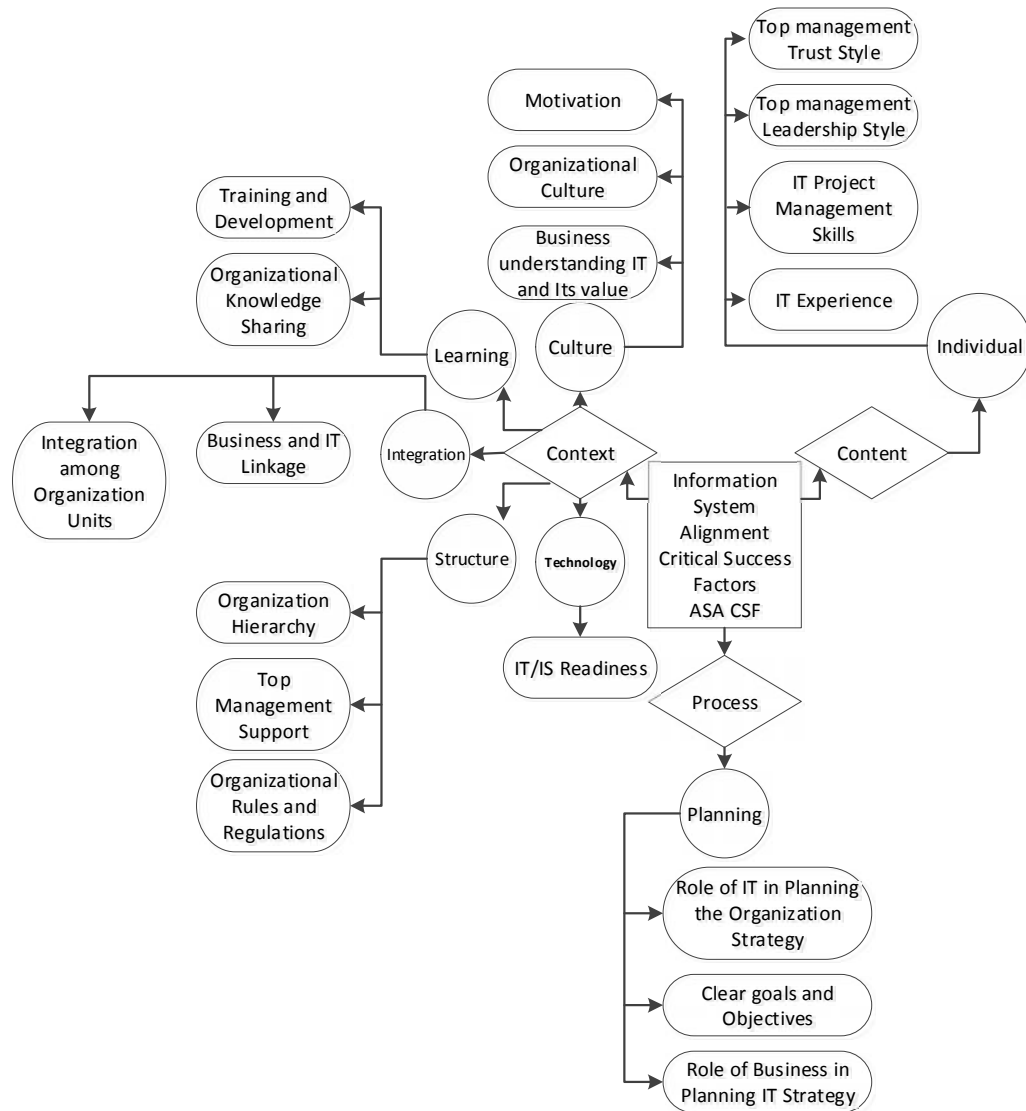 Top management
Trust Style
Motivation
Top management
Leadership Style
Organizational
Culture
Training and
Development
IT Project
Management
Skills
Business
understanding IT
and Its value
Organizational
Knowledge
Sharing
IT Experience
Learning
Culture
Individual
Integration
among
Organization
Units
Business and IT
Linkage
Integration
Context
Content
Information
System
Alignment
Critical Success
Factors
ASA CSF
Structure
Technology
Organization
Hierarchy
IT/IS Readiness
Top
Management
Support
Process
Organizational
Rules and
Regulations
Planning
Role of IT in Planning
the Organization
Strategy
Clear goals and
Objectives
Role of Business in
Planning IT Strategy